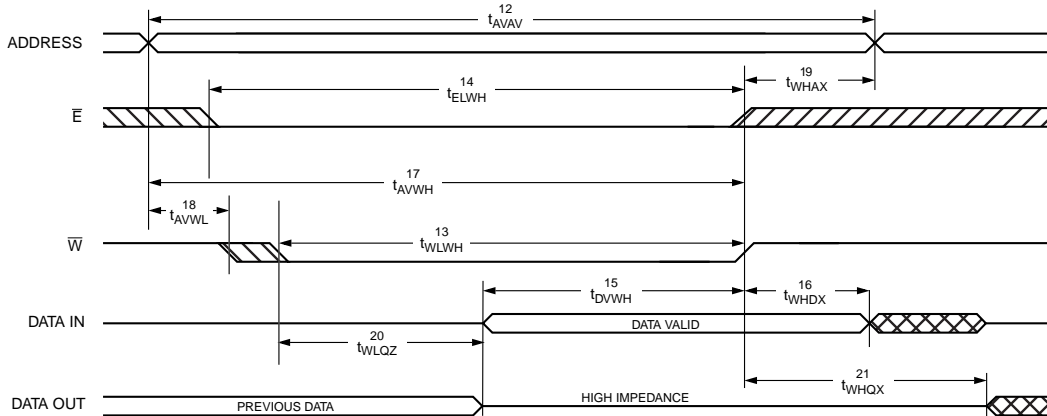 12
tAVAV
ADDRESS
14
tELWH
19
tWHAX
E
17
tAVWH
18
tAVWL
13
tWLWH
W
15
tDVWH
16
tWHDX
DATA IN
DATA VALID
20
tWLQZ
21
tWHQX
DATA OUT
PREVIOUS DATA
HIGH IMPEDANCE